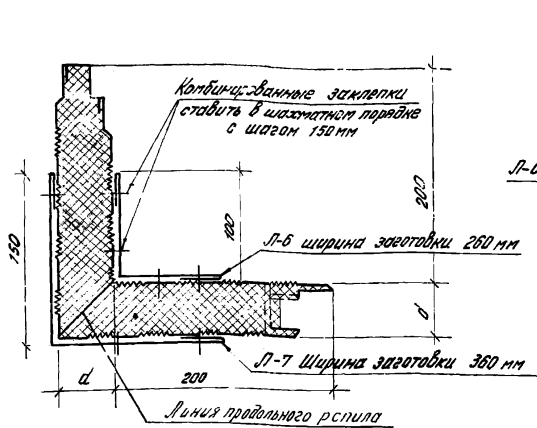 Комбинированные заклепки
ставить в шахматном порядке
с шагом 150 мм
200
150
100
Л-6 ширина заготовки 260 мм
d
Л-7 Ширина заготовки 360 мм
d
200
Линия продольного рспила